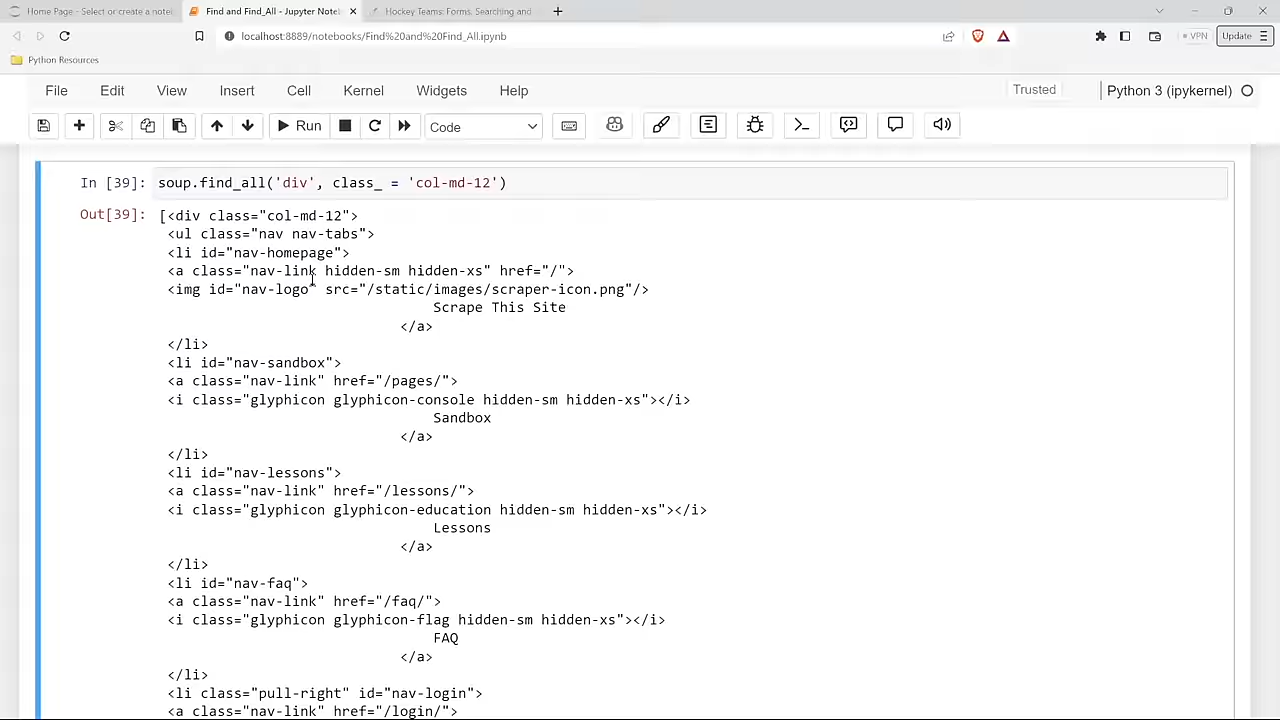 Home Page - Select or create a notel
Find and Find_All - Jupyter Notel
Hockey Teams: Forms, Searching and
localhost:8889/notebooks/Find%20and%20Find_All.ipynb
VPN
Update
Python Resources
File Edit View Insert Cell Kernel Widgets Help
Trusted
Python 3 (ipykernel)
Run
Code
In [39]: soup.find_all('div', class_ = 'col-md-12')
Out[39]: [<div class="col-md-12">
<ul class="nav nav-tabs">
<li id="nav-homepage">
<a class="nav-link hidden-sm hidden-xs" href="/">
<img id="nav-logo" src="/static/images/scraper-icon.png"/>
Scrape This Site
</a>
</li>
<li id="nav-sandbox">
<a class="nav-link" href="/pages/">
<i class="glyphicon glyphicon-console hidden-sm hidden-xs"></i>
Sandbox
</a>
</li>
<li id="nav-lessons">
<a class="nav-link" href="/lessons/">
<i class="glyphicon glyphicon-education hidden-sm hidden-xs"></i>
Lessons
</a>
</li>
<li id="nav-faq">
<a class="nav-link" href="/faq/">
<i class="glyphicon glyphicon-flag hidden-sm hidden-xs"></i>
FAQ
</a>
</li>
<li class="pull-right" id="nav-login">
<a class="nav-link" href="/login/">